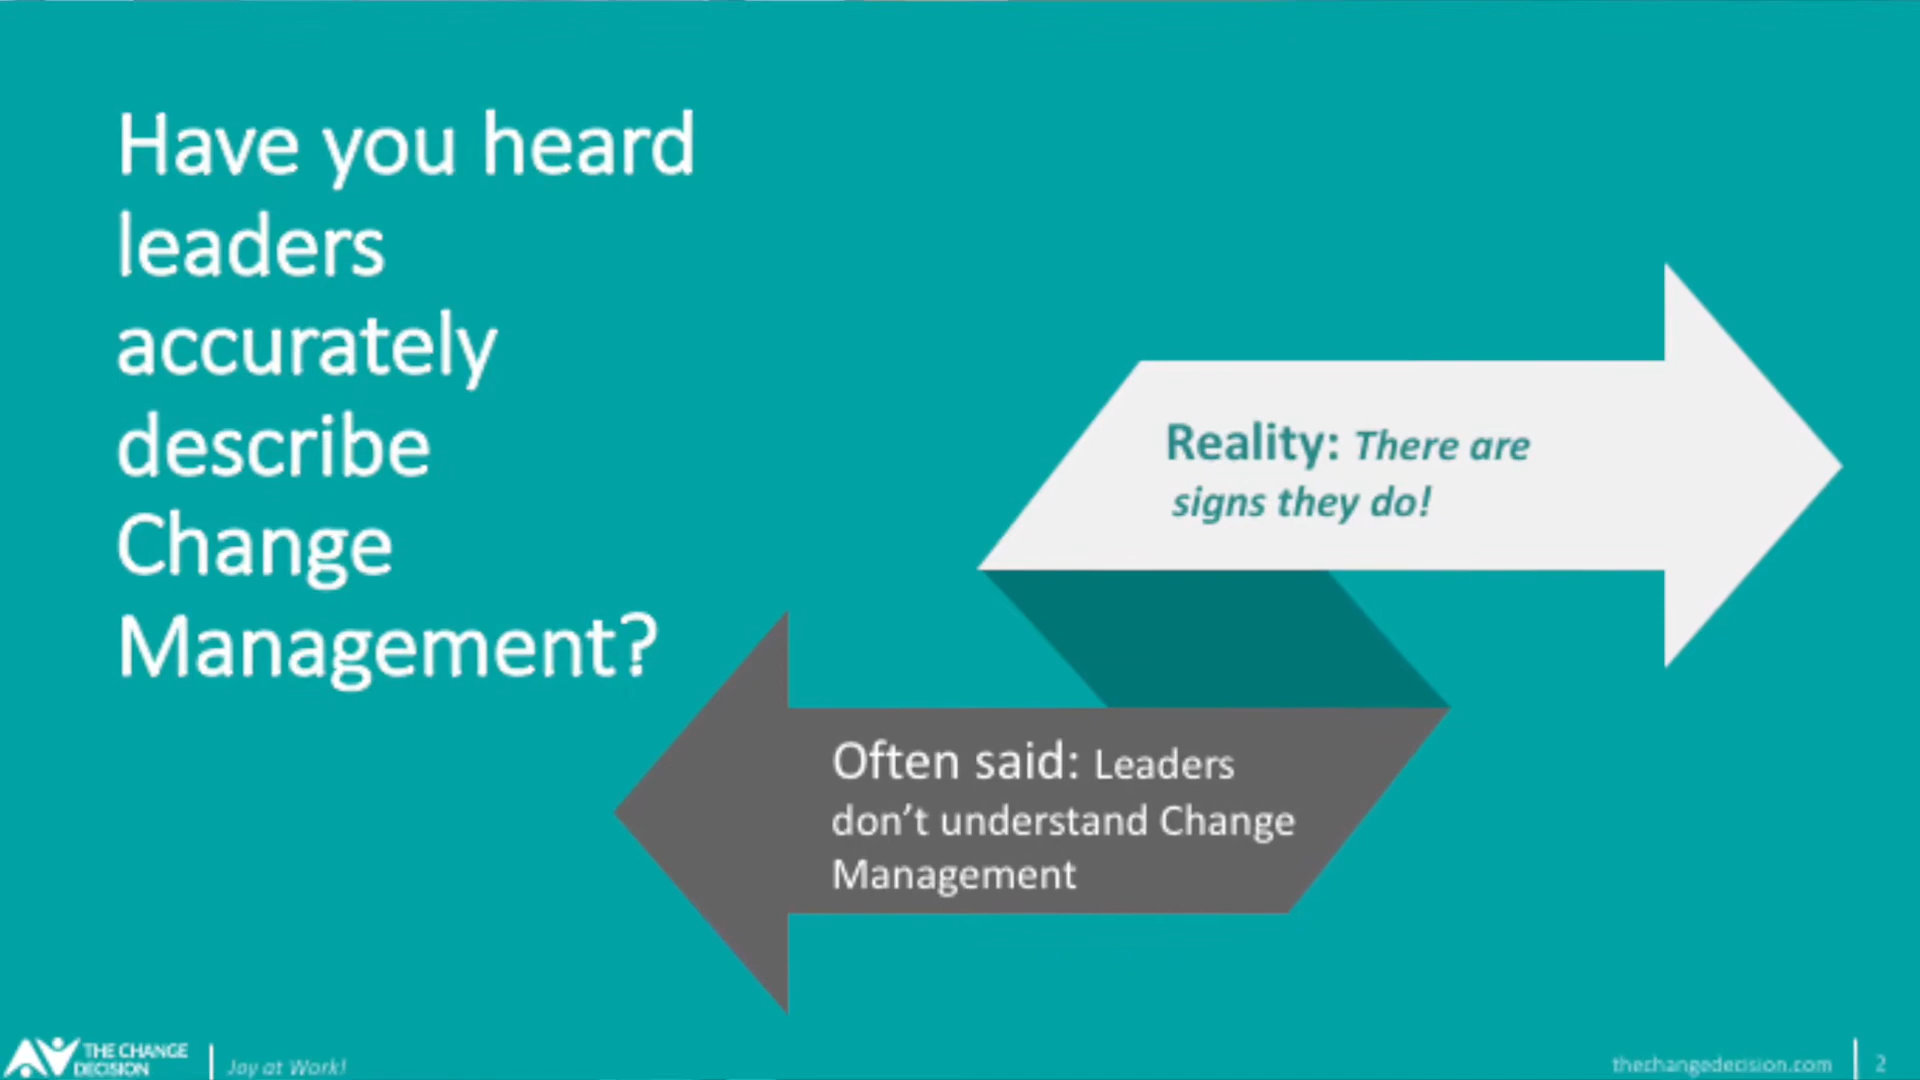 Have you heard
leaders
accurately
describe
Change
Management?
Reality: There are
signs they do!
Often said: Leaders
don’t understand Change
Management
THE CHANGE
DECISION
Joy at Work!
thechangedecision.com
2